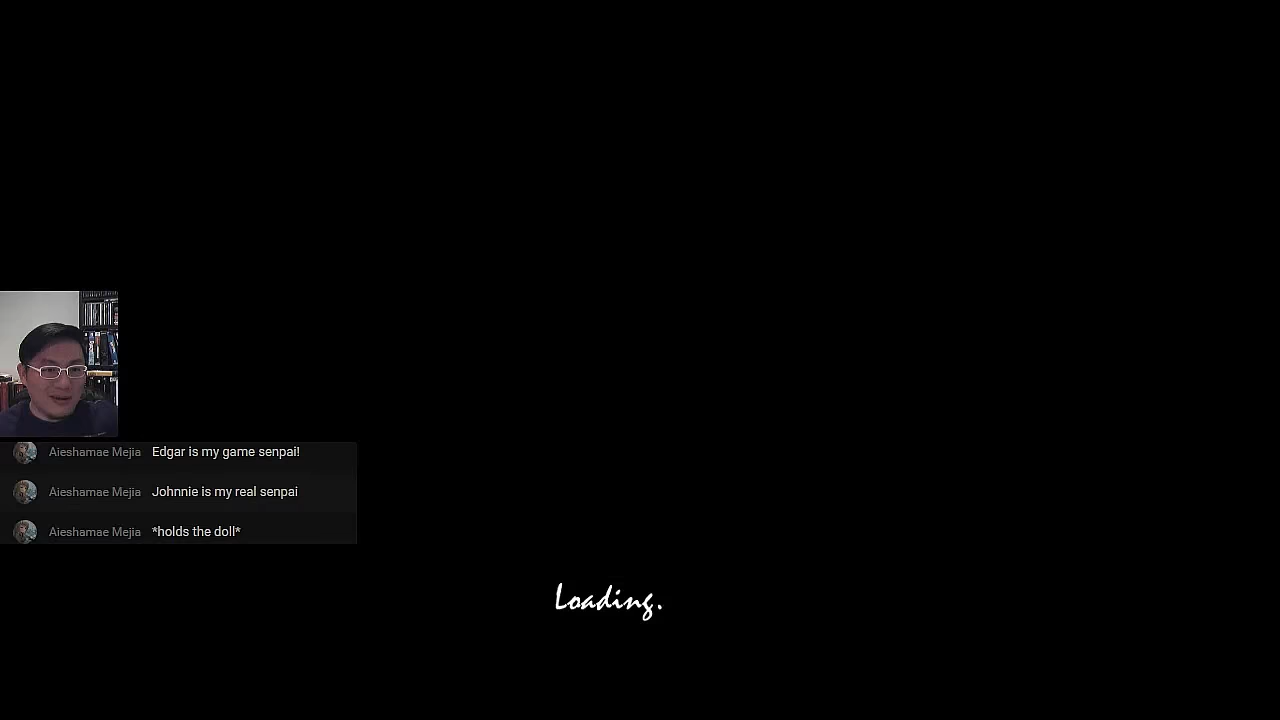 Aieshamae Mejia Edgar is my game senpai!
Aieshamae Mejia Johnnie is my real senpai
Aieshamae Mejia *holds the doll*
Loading.